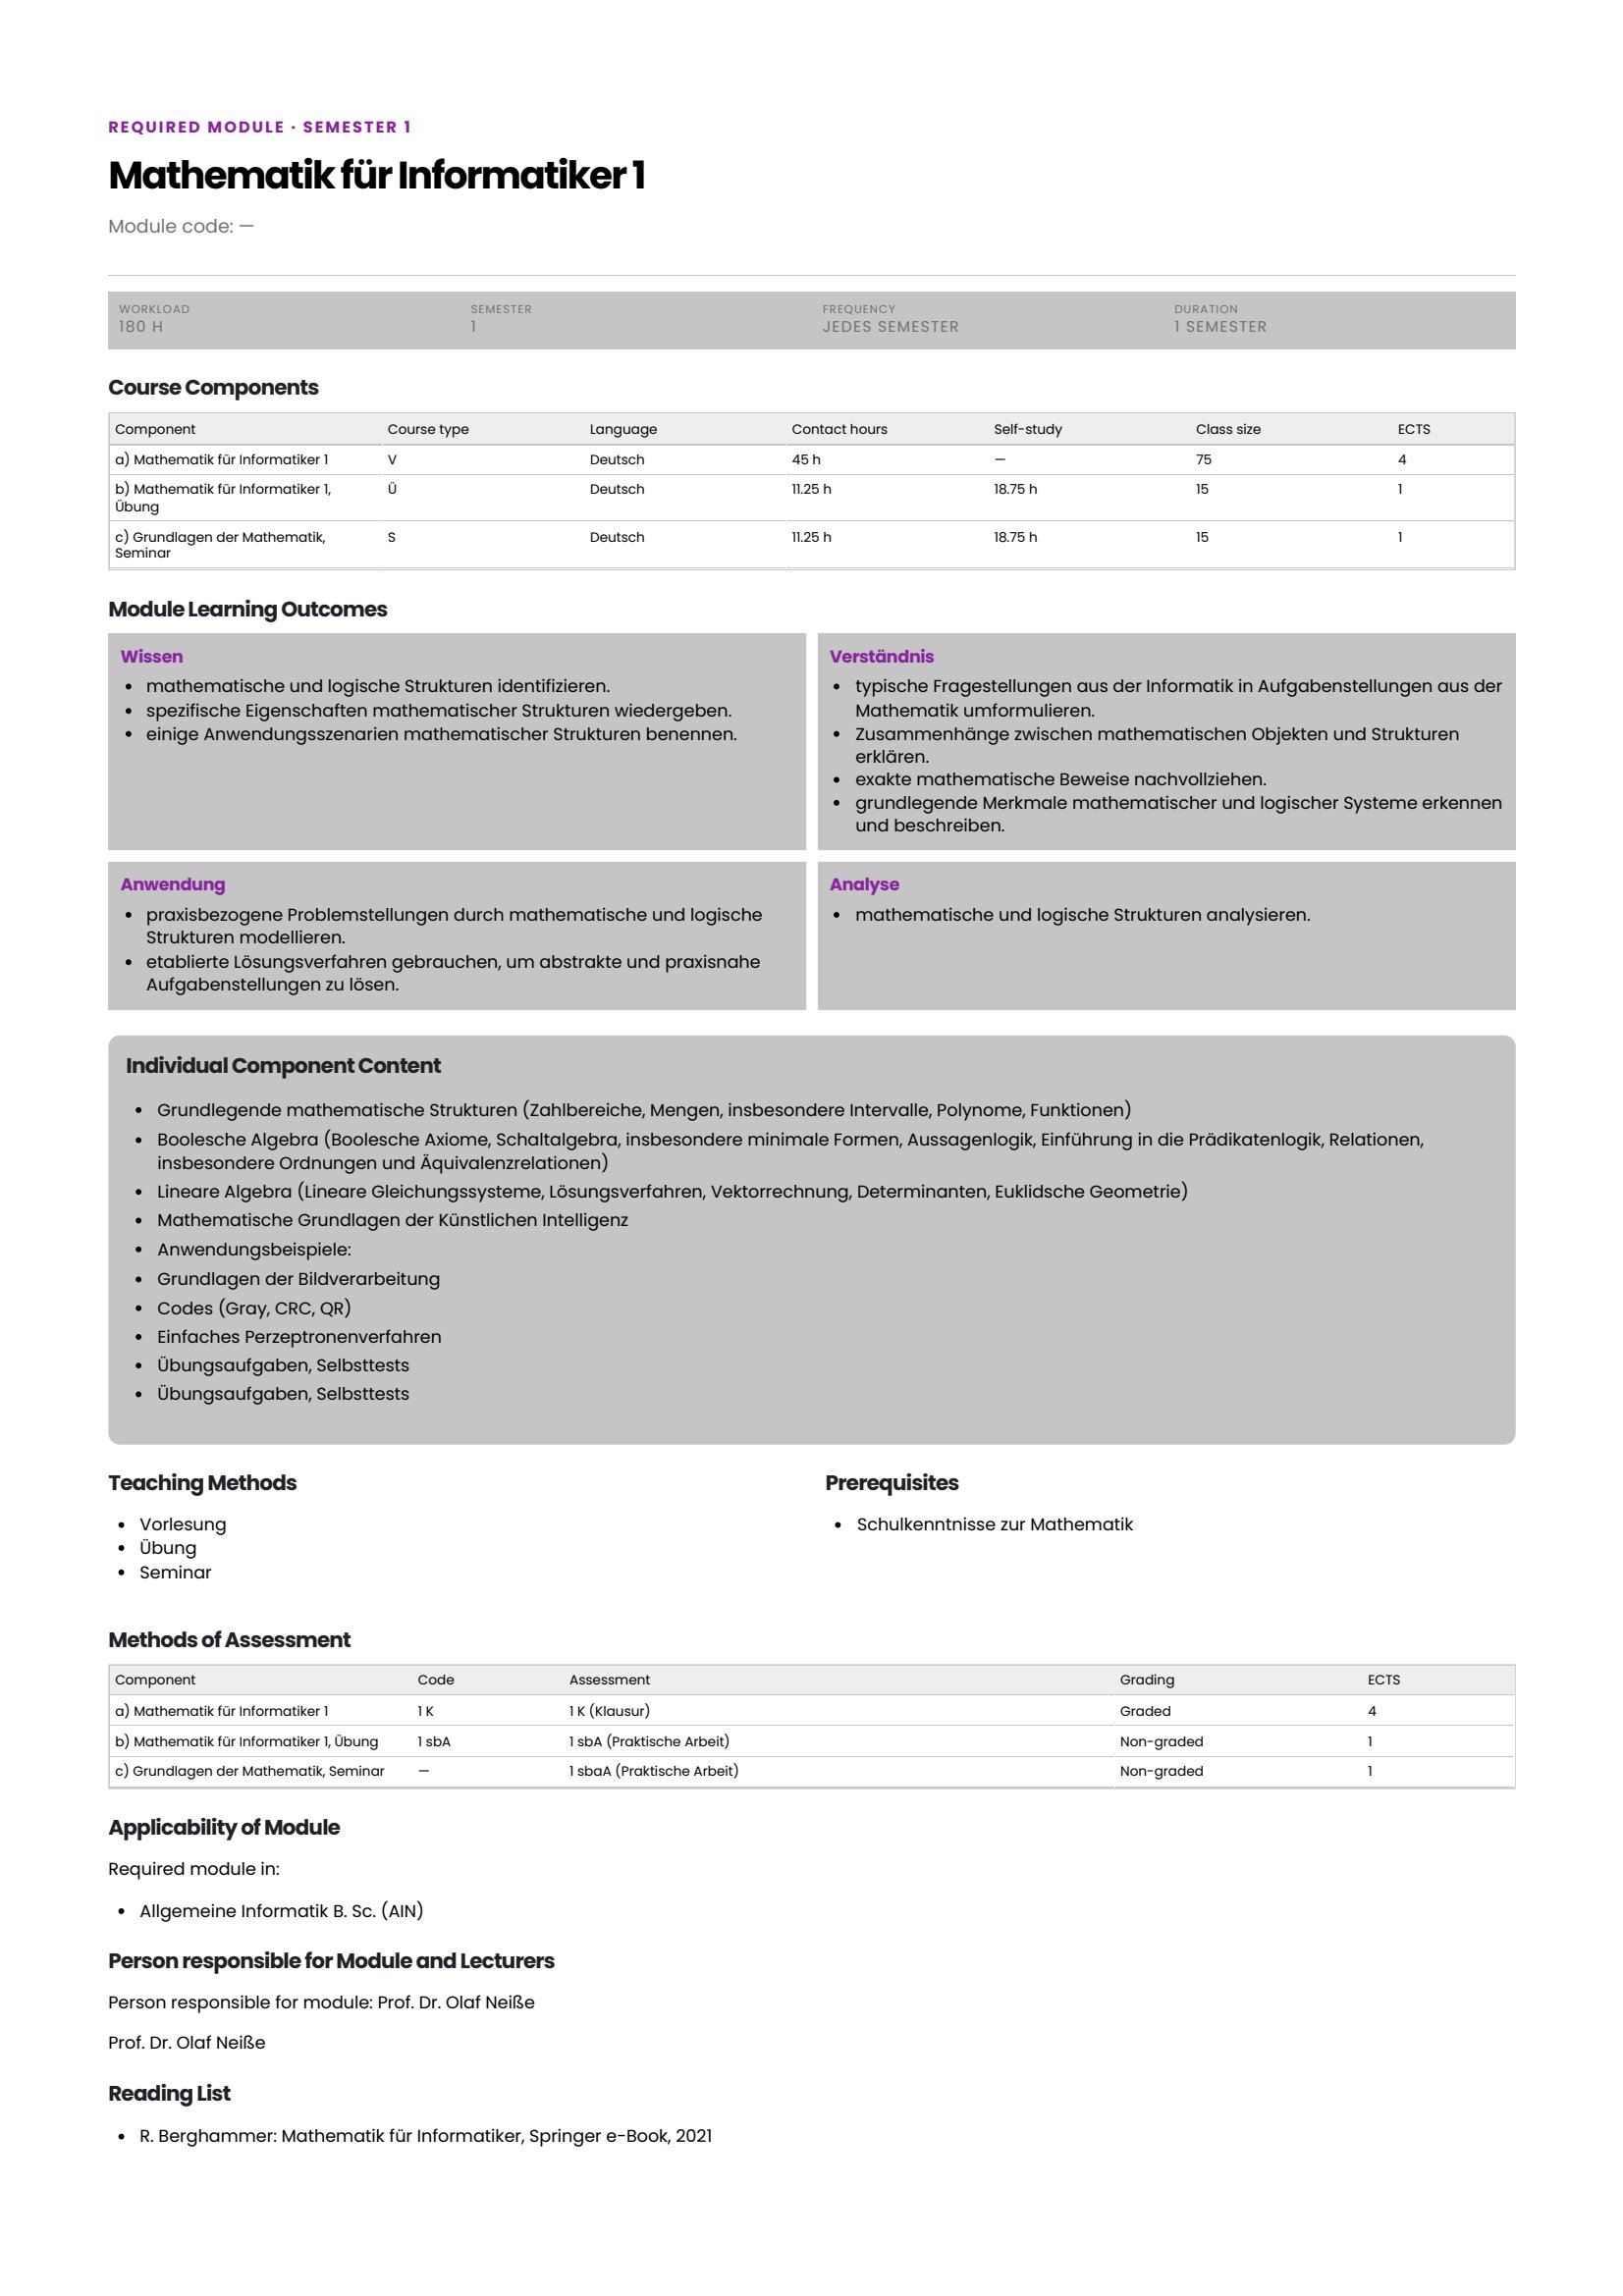 REQUIRED MODULE · SEMESTER 1
Mathematik für Informatiker 1
Module code: —
WORKLOAD SEMESTER FREQUENCY DURATION
180 H 1 JEDES SEMESTER 1 SEMESTER
Course Components
Component Course type Language Contact hours Self-study Class size ECTS
a) Mathematik für Informatiker 1 V Deutsch 45 h — 75 4
b) Mathematik für Informatiker 1, Ü Deutsch 11.25 h 18.75 h 15 1
Übung
c) Grundlagen der Mathematik, S Deutsch 11.25 h 18.75 h 15 1
Seminar
Module Learning Outcomes
Wissen
• mathematische und logische Strukturen identifizieren.
• spezifische Eigenschaften mathematischer Strukturen wiedergeben.
• einige Anwendungsszenarien mathematischer Strukturen benennen.
Verständnis
• typische Fragestellungen aus der Informatik in Aufgabenstellungen aus der
Mathematik umformulieren.
• Zusammenhänge zwischen mathematischen Objekten und Strukturen
erklären.
• exakte mathematische Beweise nachvollziehen.
• grundlegende Merkmale mathematischer und logischer Systeme erkennen
und beschreiben.
Anwendung
• praxisbezogene Problemstellungen durch mathematische und logische
Strukturen modellieren.
• etablierte Lösungsverfahren gebrauchen, um abstrakte und praxisnahe
Aufgabenstellungen zu lösen.
Analyse
• mathematische und logische Strukturen analysieren.
Individual Component Content
• Grundlegende mathematische Strukturen (Zahlbereiche, Mengen, insbesondere Intervalle, Polynome, Funktionen)
• Boolesche Algebra (Boolesche Axiome, Schaltalgebra, insbesondere minimale Formen, Aussagenlogik, Einführung in die Prädikatenlogik, Relationen,
insbesondere Ordnungen und Äquivalenzrelationen)
• Lineare Algebra (Lineare Gleichungssysteme, Lösungsverfahren, Vektorrechnung, Determinanten, Euklidsche Geometrie)
• Mathematische Grundlagen der Künstlichen Intelligenz
• Anwendungsbeispiele:
• Grundlagen der Bildverarbeitung
• Codes (Gray, CRC, QR)
• Einfaches Perzeptronenverfahren
• Übungsaufgaben, Selbsttests
• Übungsaufgaben, Selbsttests
Teaching Methods
• Vorlesung
• Übung
• Seminar
Prerequisites
• Schulkenntnisse zur Mathematik
Methods of Assessment
Component Code Assessment Grading ECTS
a) Mathematik für Informatiker 1 1 K 1 K (Klausur) Graded 4
b) Mathematik für Informatiker 1, Übung 1 sbA 1 sbA (Praktische Arbeit) Non-graded 1
c) Grundlagen der Mathematik, Seminar — 1 sbaA (Praktische Arbeit) Non-graded 1
Applicability of Module
Required module in:
• Allgemeine Informatik B. Sc. (AIN)
Person responsible for Module and Lecturers
Person responsible for module: Prof. Dr. Olaf Neiße
Prof. Dr. Olaf Neiße
Reading List
• R. Berghammer: Mathematik für Informatiker, Springer e-Book, 2021